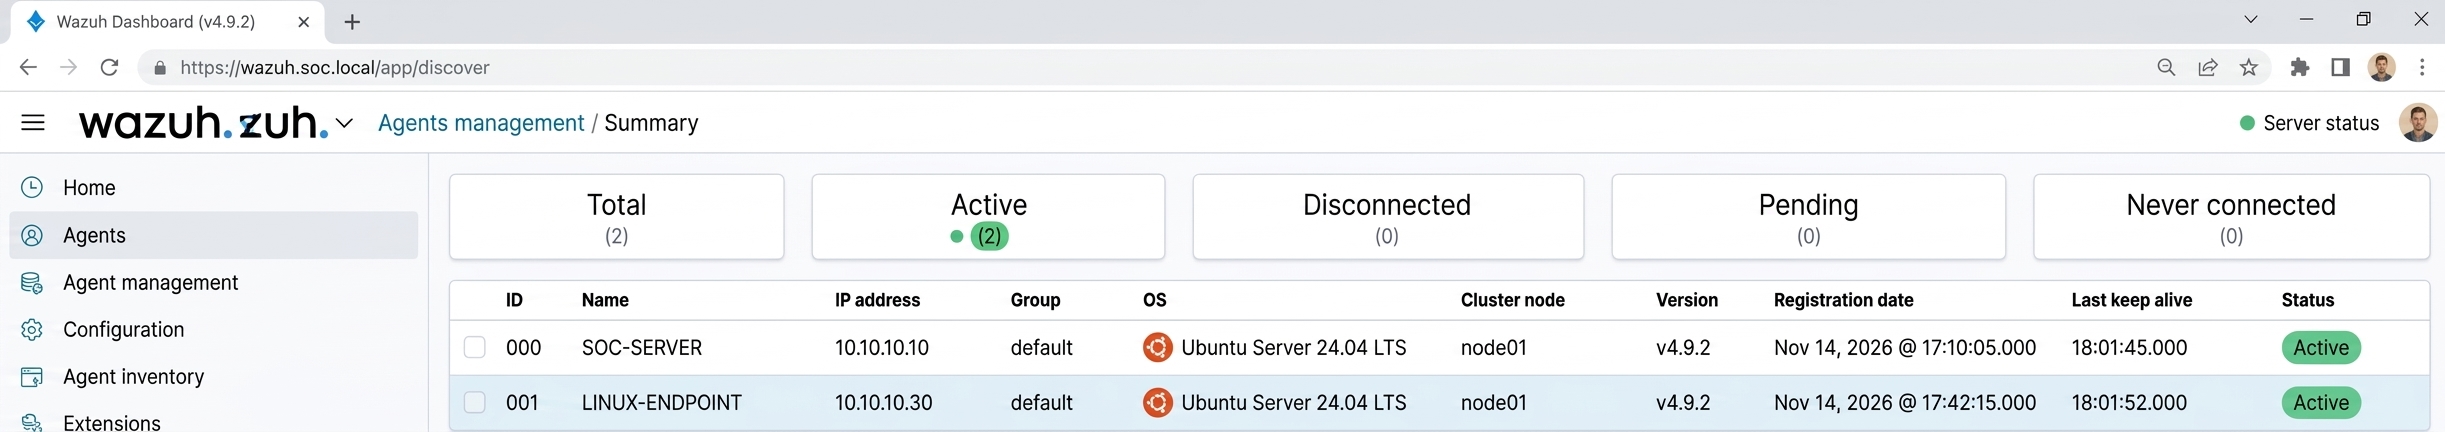 Wazuh Dashboard (v4.9.2)
https://wazuh.soc.local/app/discover
wazuh.zuh. Agents management / Summary Server status
Home
Agents
Agent management
Configuration
Agent inventory
Extensions
Total Active Disconnected Pending Never connected
(2) (2) (0) (0) (0)
ID Name IP address Group OS Cluster node Version Registration date Last keep alive Status
000 SOC-SERVER 10.10.10.10 default Ubuntu Server 24.04 LTS node01 v4.9.2 Nov 14, 2026 @ 17:10:05.000 18:01:45.000 Active
001 LINUX-ENDPOINT 10.10.10.30 default Ubuntu Server 24.04 LTS node01 v4.9.2 Nov 14, 2026 @ 17:42:15.000 18:01:52.000 Active